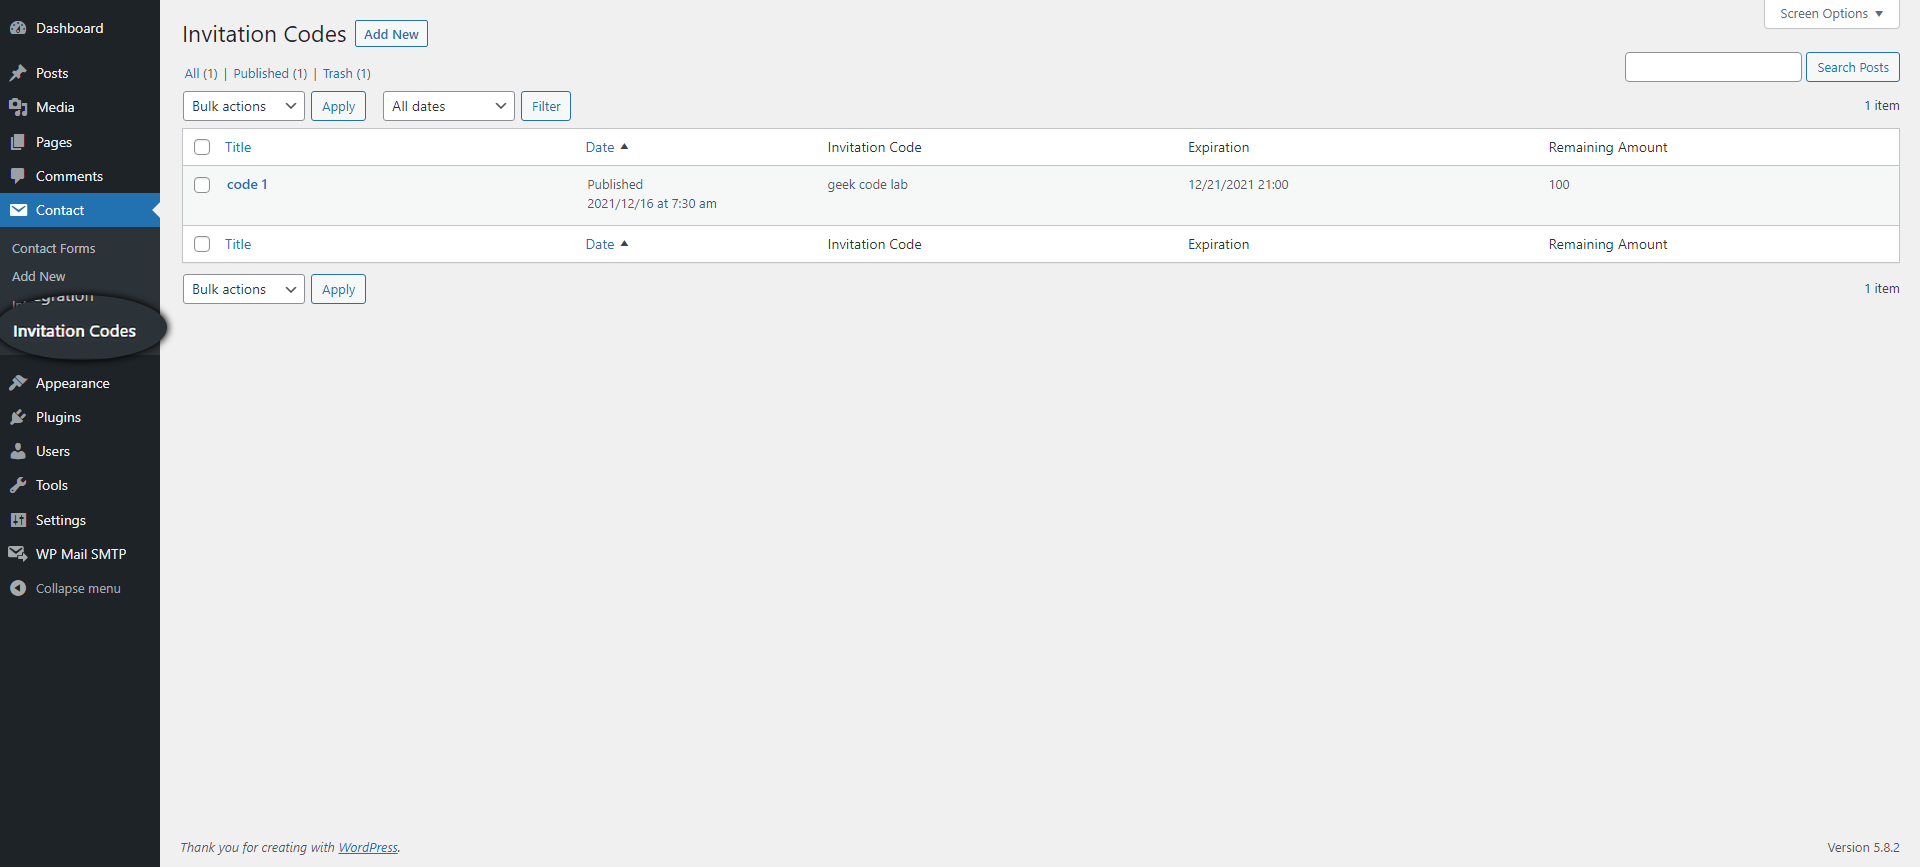 Dashboard
Posts
Media
Pages
Comments
Contact
Contact Forms
Add New
Invitation Codes
Appearance
Plugins
Users
Tools
Settings
WP Mail SMTP
Collapse menu
Screen Options
Invitation Codes Add New
All (1) | Published (1) | Trash (1)
Search Posts
Bulk actions Apply All dates Filter 1 item
Title Date Invitation Code Expiration Remaining Amount
code 1 Published geek code lab 12/21/2021 21:00 100
2021/12/16 at 7:30 am
Title Date Invitation Code Expiration Remaining Amount
Bulk actions Apply 1 item
Thank you for creating with WordPress. Version 5.8.2